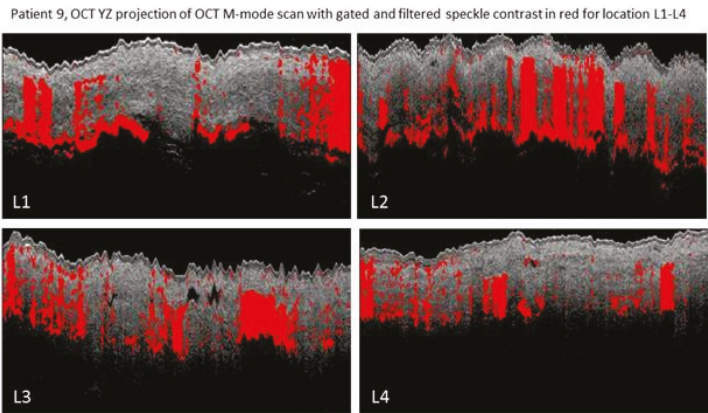 Patient 9, OCT YZ projection of OCT M-mode scan with gated and filtered speckle contrast in red for location L1-L4
L1
L2
L3
L4